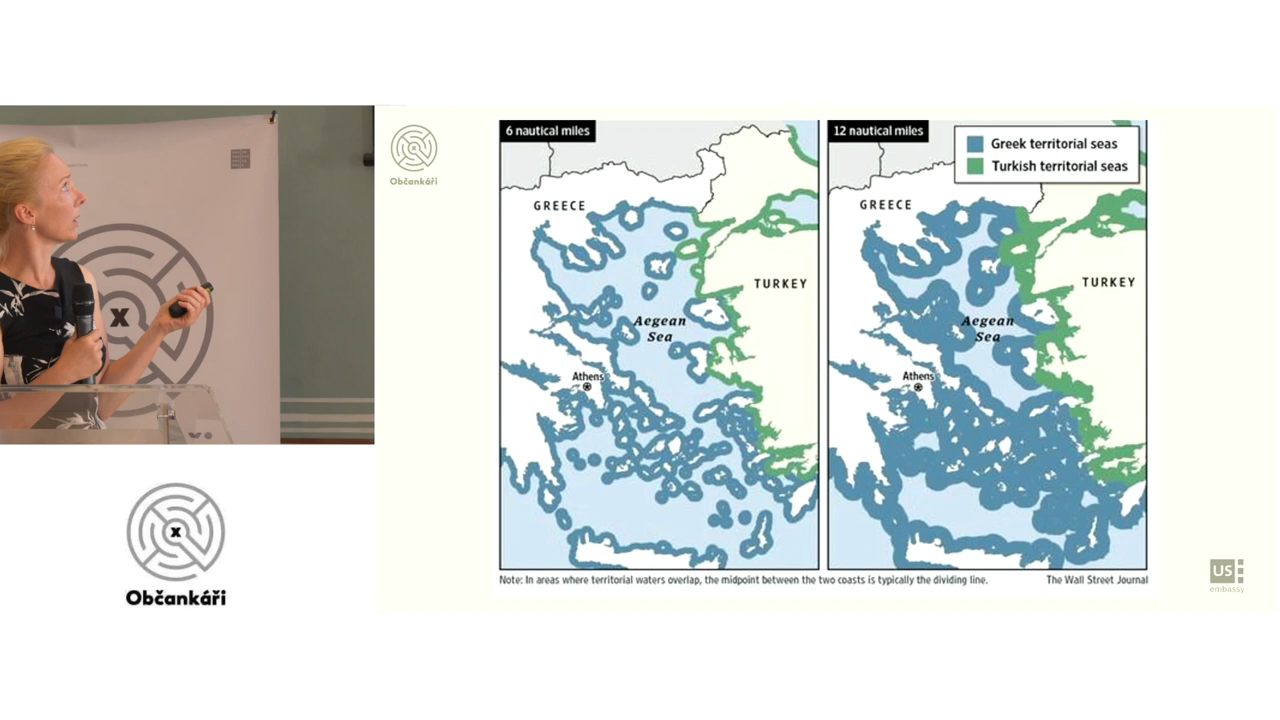 Občankáři
6 nautical miles
GREECE
TURKEY
Aegean
Sea
Athens
12 nautical miles
Greek territorial seas
Turkish territorial seas
GREECE
TURKEY
Aegean
Sea
Athens
Note: In areas where territorial waters overlap, the midpoint between the two coasts is typically the dividing line.
The Wall Street Journal
x
x
Občankáři
US
embassy